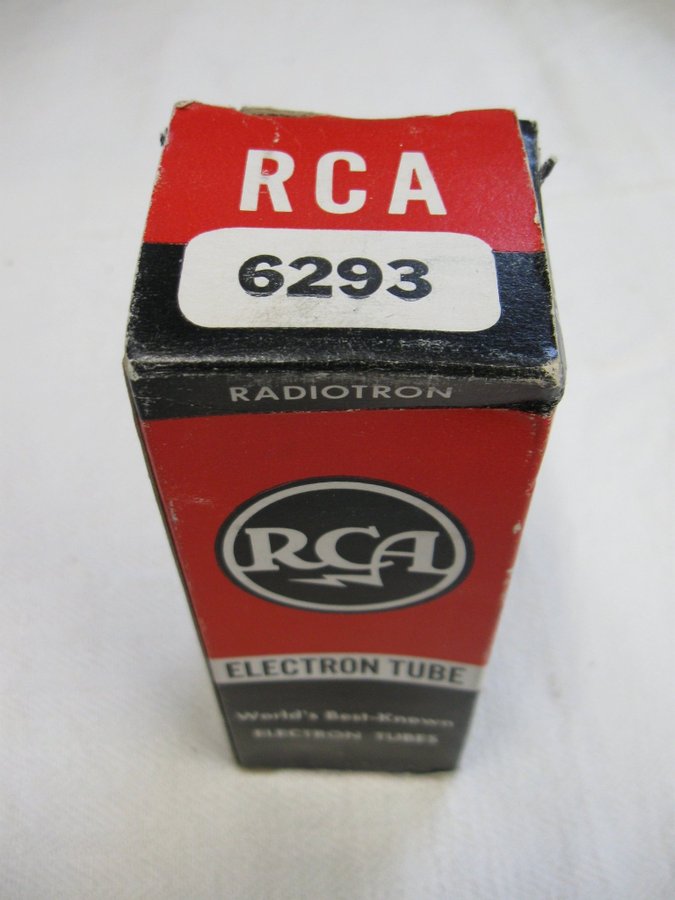 RCA
6293
RADIOTRON
RCA
ELECTRON TUBE
World's Best-Known
ELECTRON TUBES